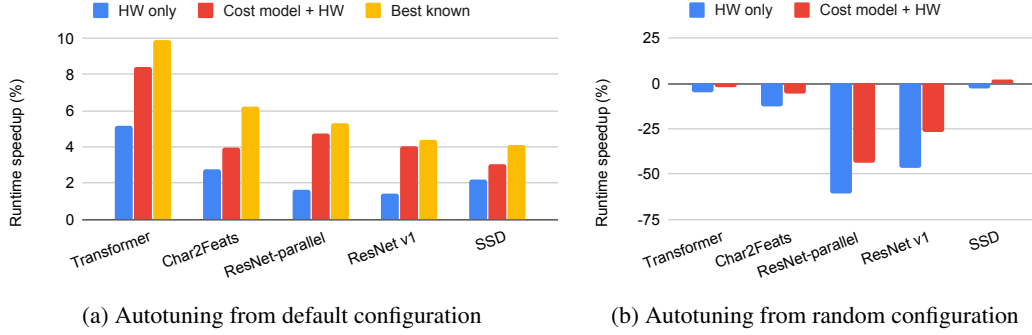 HW only Cost model + HW Best known
Runtime speedup (%)
10
8
6
4
2
0
Transformer
Char2Feats
ResNet-parallel
ResNet v1
SSD
(a) Autotuning from default configuration
HW only Cost model + HW
Runtime speedup (%)
25
0
-25
-50
-75
Transformer
Char2Feats
ResNet-parallel
ResNet v1
SSD
(b) Autotuning from random configuration